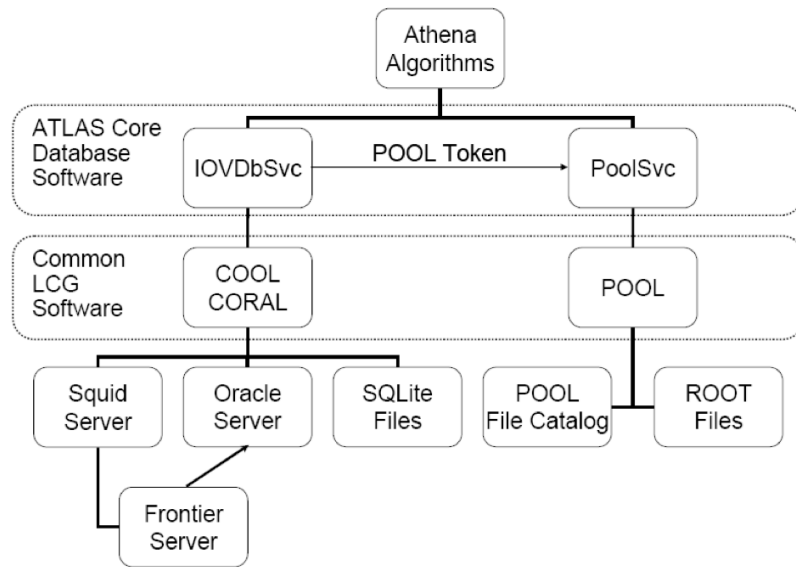 Athena
Algorithms
ATLAS Core
Database
Software
IOVDbSvc
POOL Token
PoolSvc
Common
LCG
Software
COOL
CORAL
POOL
Squid
Server
Oracle
Server
SQLite
Files
POOL
File Catalog
ROOT
Files
Frontier
Server